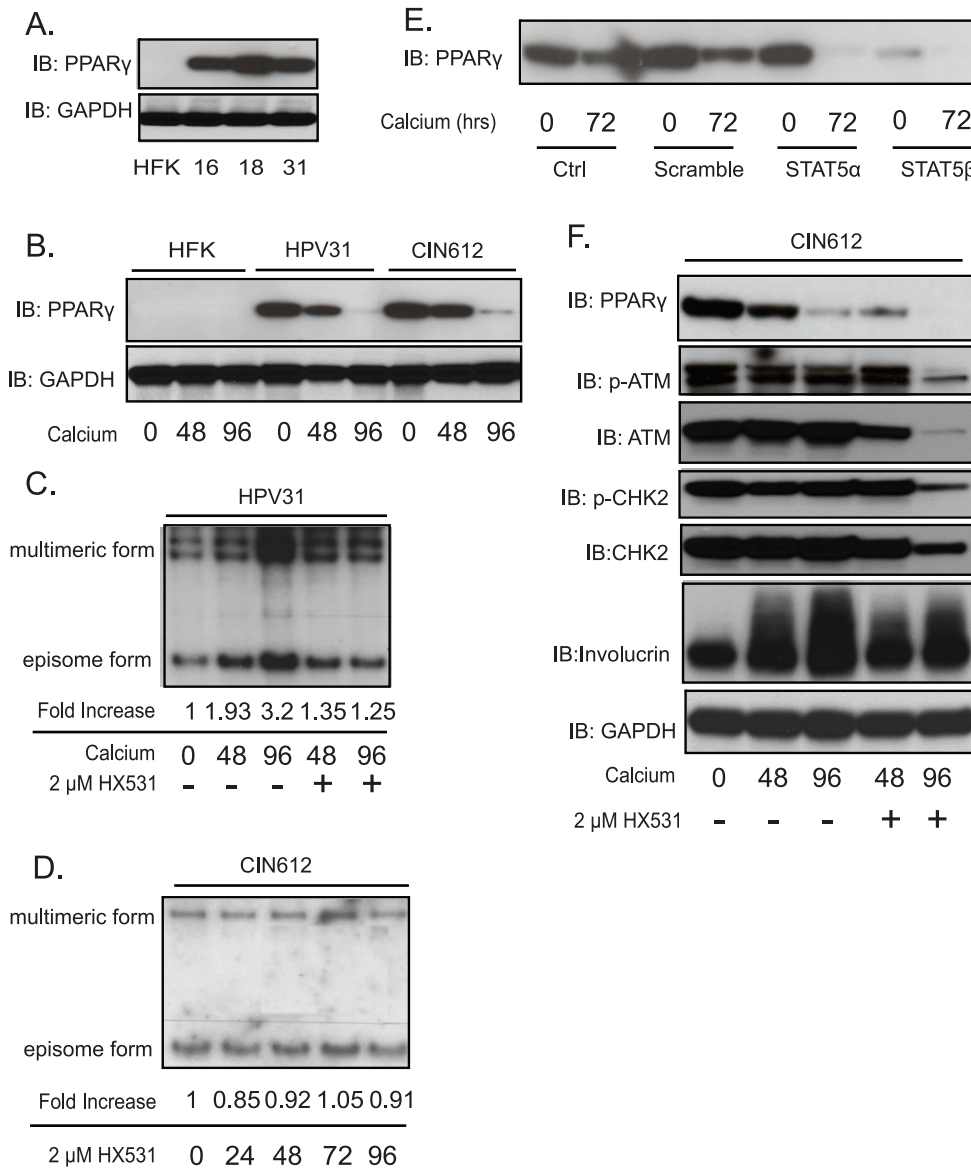 A.
IB: PPARγ
IB: GAPDH
HFK 16 18 31
B.
HFK HPV31 CIN612
IB: PPARγ
IB: GAPDH
Calcium 0 48 96 0 48 96 0 48 96
C.
HPV31
multimeric form
episome form
Fold Increase 1 1.93 3.2 1.35 1.25
Calcium 0 48 96 48 96
2 µM HX531 - - - + +
D.
CIN612
multimeric form
episome form
Fold Increase 1 0.85 0.92 1.05 0.91
2 µM HX531 0 24 48 72 96
E.
IB: PPARγ
Calcium (hrs) 0 72 0 72 0 72 0 72
Ctrl Scramble STAT5α STAT5β
F.
CIN612
IB: PPARγ
IB: p-ATM
IB: ATM
IB: p-CHK2
IB:CHK2
IB:Involucrin
IB: GAPDH
Calcium 0 48 96 48 96
2 µM HX531 - - - + +